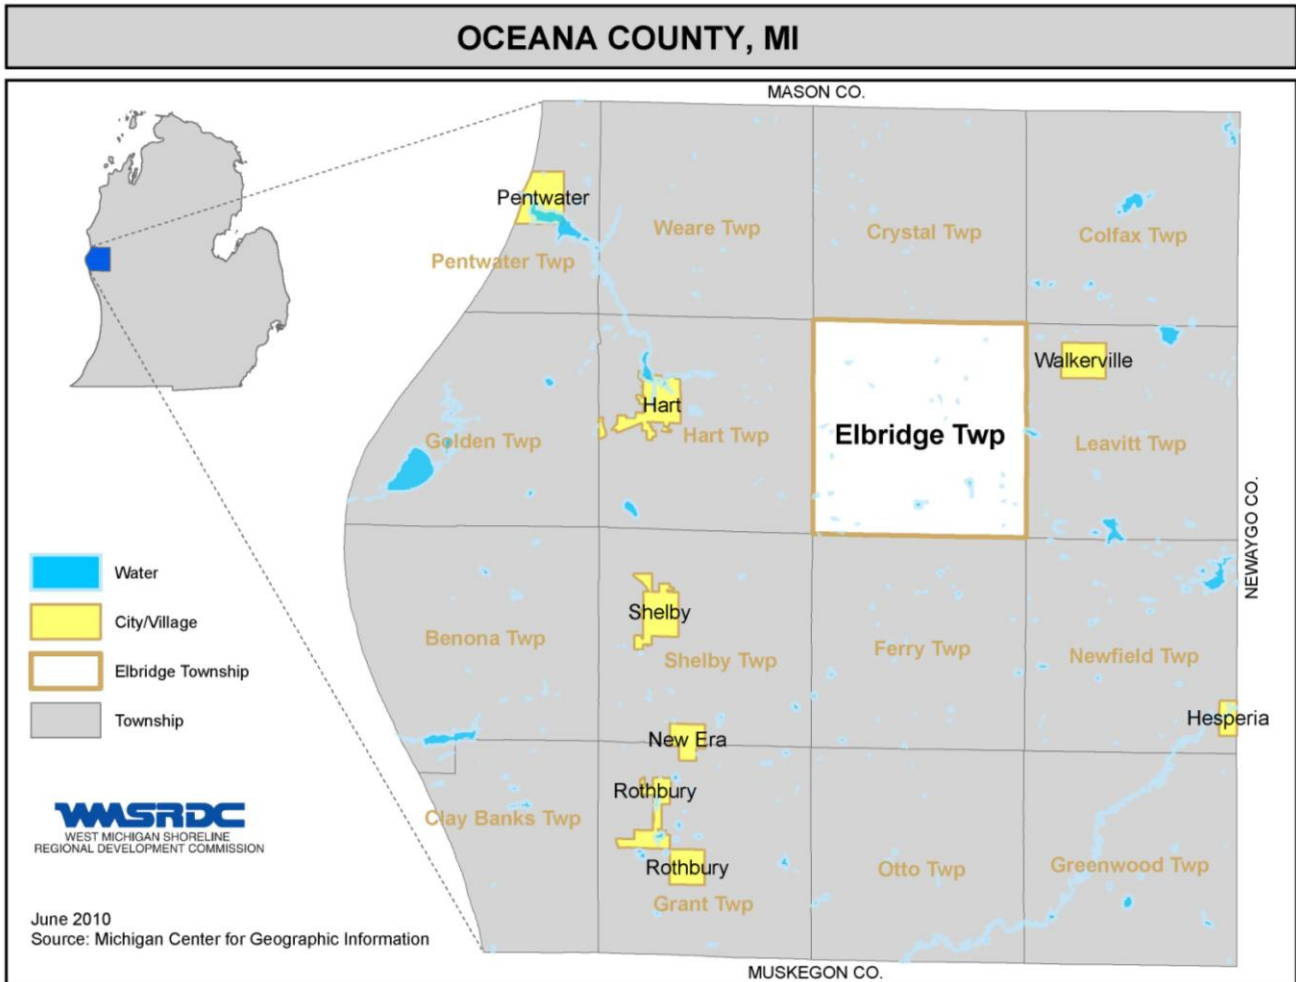 OCEANA COUNTY, MI
MASON CO.
Pentwater
Weare Twp
Crystal Twp
Colfax Twp
Pentwater Twp
Walkerville
Hart
Golden Twp
Hart Twp
Elbridge Twp
Leavitt Twp
NEWAYGO CO.
Water
City/Village
Elbridge Township
Township
Shelby
Benona Twp
Shelby Twp
Ferry Twp
Newfield Twp
Hesperia
New Era
Rothbury
Clay Banks Twp
Rothbury
Otto Twp
Greenwood Twp
Grant Twp
WMSRDC
WEST MICHIGAN SHORELINE
REGIONAL DEVELOPMENT COMMISSION
June 2010
Source: Michigan Center for Geographic Information
MUSKEGON CO.